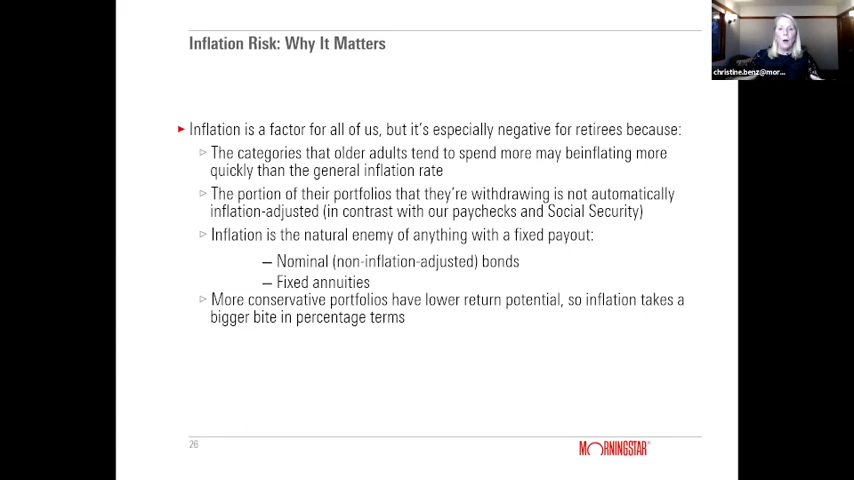 Inflation Risk: Why It Matters
christine.benz@mor...
Inflation is a factor for all of us, but it's especially negative for retirees because:
The categories that older adults tend to spend more may beinflating more
quickly than the general inflation rate
The portion of their portfolios that they're withdrawing is not automatically
inflation-adjusted (in contrast with our paychecks and Social Security)
Inflation is the natural enemy of anything with a fixed payout:
– Nominal (non-inflation-adjusted) bonds
– Fixed annuities
More conservative portfolios have lower return potential, so inflation takes a
bigger bite in percentage terms
26
MORNINGSTAR®